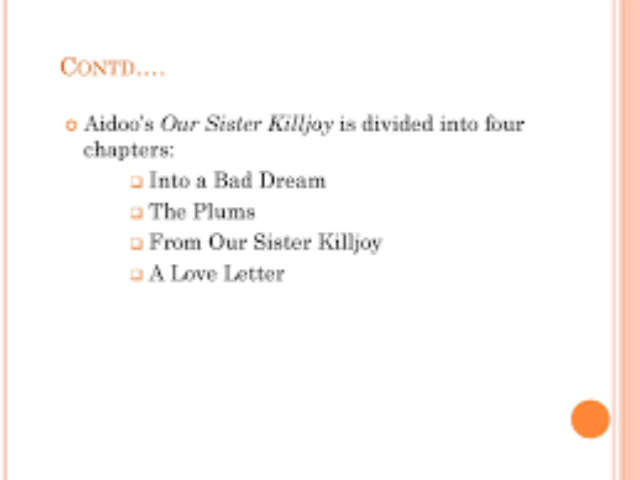 CONTD....
Aidoo's Our Sister Killjoy is divided into four
chapters:
Into a Bad Dream
The Plums
From Our Sister Killjoy
A Love Letter